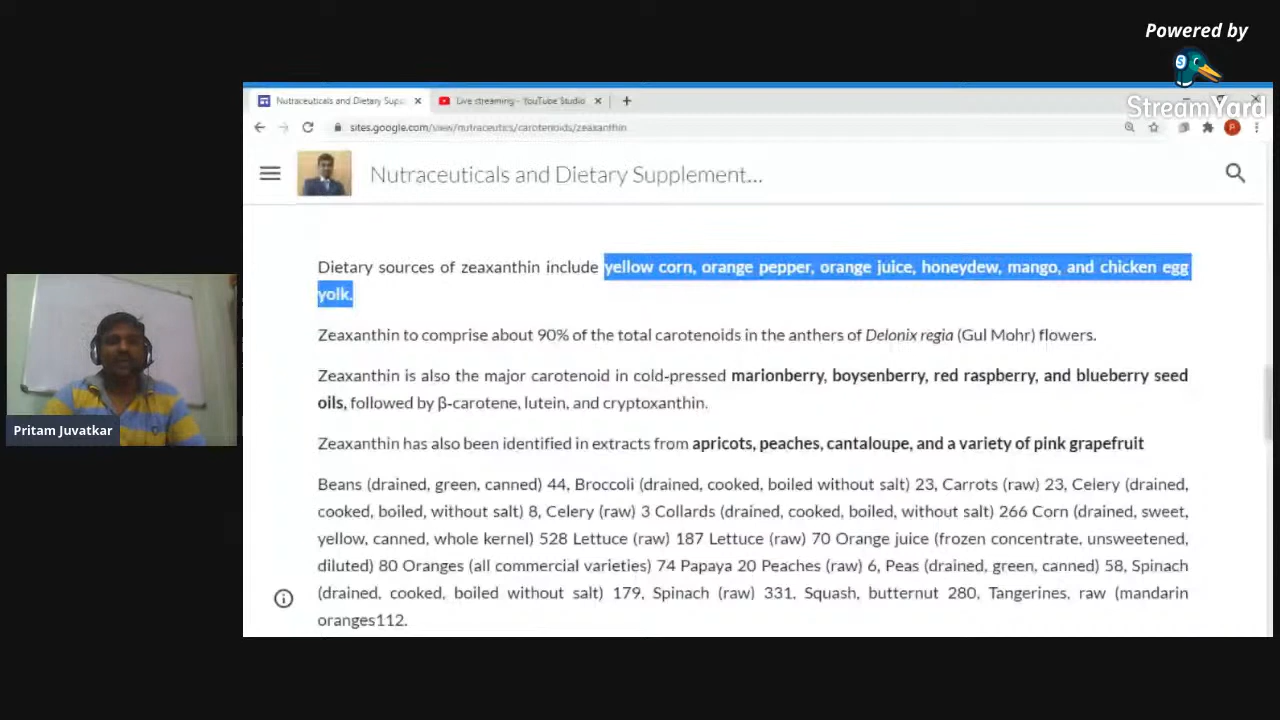 Powered by
StreamYard
Nutraceuticals and Dietary Supp
Live streaming - YouTube Studio
sites.google.com/view/nutraceutics/carotenoids/zeaxanthin
Nutraceuticals and Dietary Supplement...
Dietary sources of zeaxanthin include yellow corn, orange pepper, orange juice, honeydew, mango, and chicken egg
yolk.
Zeaxanthin to comprise about 90% of the total carotenoids in the anthers of Delonix regia (Gul Mohr) flowers.
Zeaxanthin is also the major carotenoid in cold-pressed marionberry, boysenberry, red raspberry, and blueberry seed
oils, followed by β-carotene, lutein, and cryptoxanthin.
Zeaxanthin has also been identified in extracts from apricots, peaches, cantaloupe, and a variety of pink grapefruit
Beans (drained, green, canned) 44, Broccoli (drained, cooked, boiled without salt) 23, Carrots (raw) 23, Celery (drained,
cooked, boiled, without salt) 8, Celery (raw) 3 Collards (drained, cooked, boiled, without salt) 266 Corn (drained, sweet,
yellow, canned, whole kernel) 528 Lettuce (raw) 187 Lettuce (raw) 70 Orange juice (frozen concentrate, unsweetened,
diluted) 80 Oranges (all commercial varieties) 74 Papaya 20 Peaches (raw) 6, Peas (drained, green, canned) 58, Spinach
(drained, cooked, boiled without salt) 179, Spinach (raw) 331, Squash, butternut 280, Tangerines, raw (mandarin
oranges112.
Pritam Juvatkar